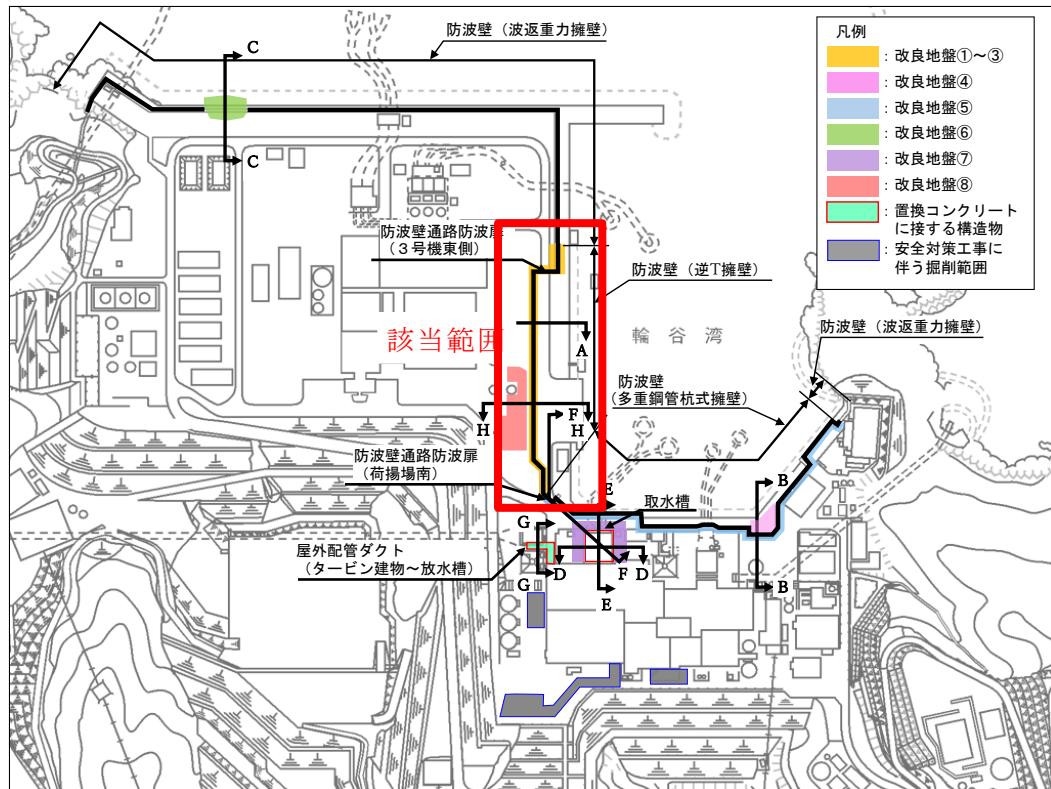 防波壁（波返重力擁壁）
凡例
：改良地盤①～③
：改良地盤④
：改良地盤⑤
：改良地盤⑥
：改良地盤⑦
：改良地盤⑧
：置換コンクリート
に接する構造物
：安全対策工事に
伴う掘削範囲
C
C
防波壁通路防波扉
（３号機東側）
防波壁（逆T擁壁）
該当範囲
A
輪谷湾
防波壁（波返重力擁壁）
防波壁
（多重鋼管杭式擁壁）
H
F
H
防波壁通路防波扉
（荷揚場南）
E
B
取水槽
G
屋外配管ダクト
（タービン建物～放水槽）
G
D
F
D
E
B